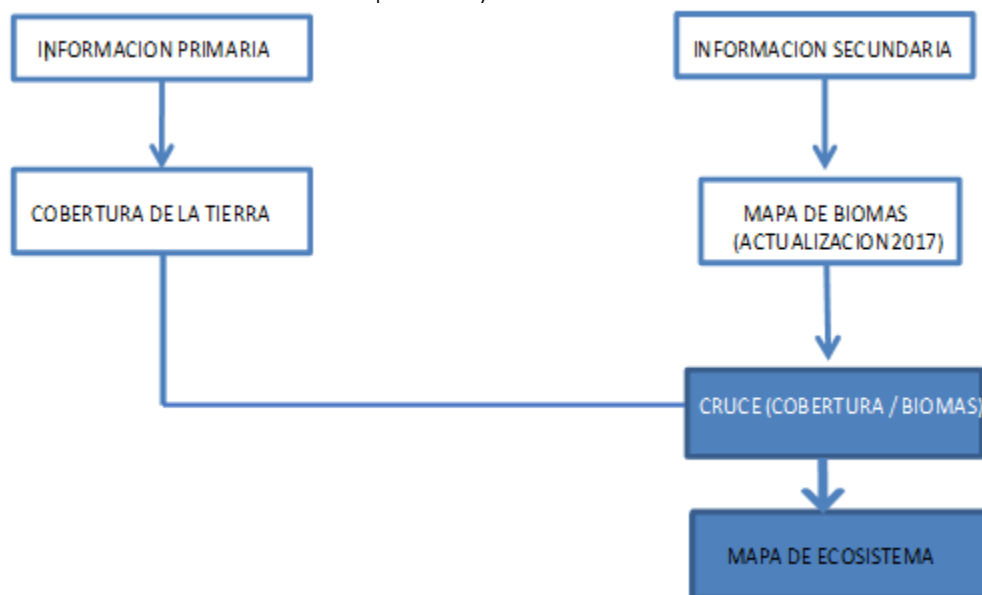 INFORMACION PRIMARIA
INFORMACION SECUNDARIA
COBERTURA DE LA TIERRA
MAPA DE BIOMAS
(ACTUALIZACION 2017)
CRUCE (COBERTURA / BIOMAS)
MAPA DE ECOSISTEMA